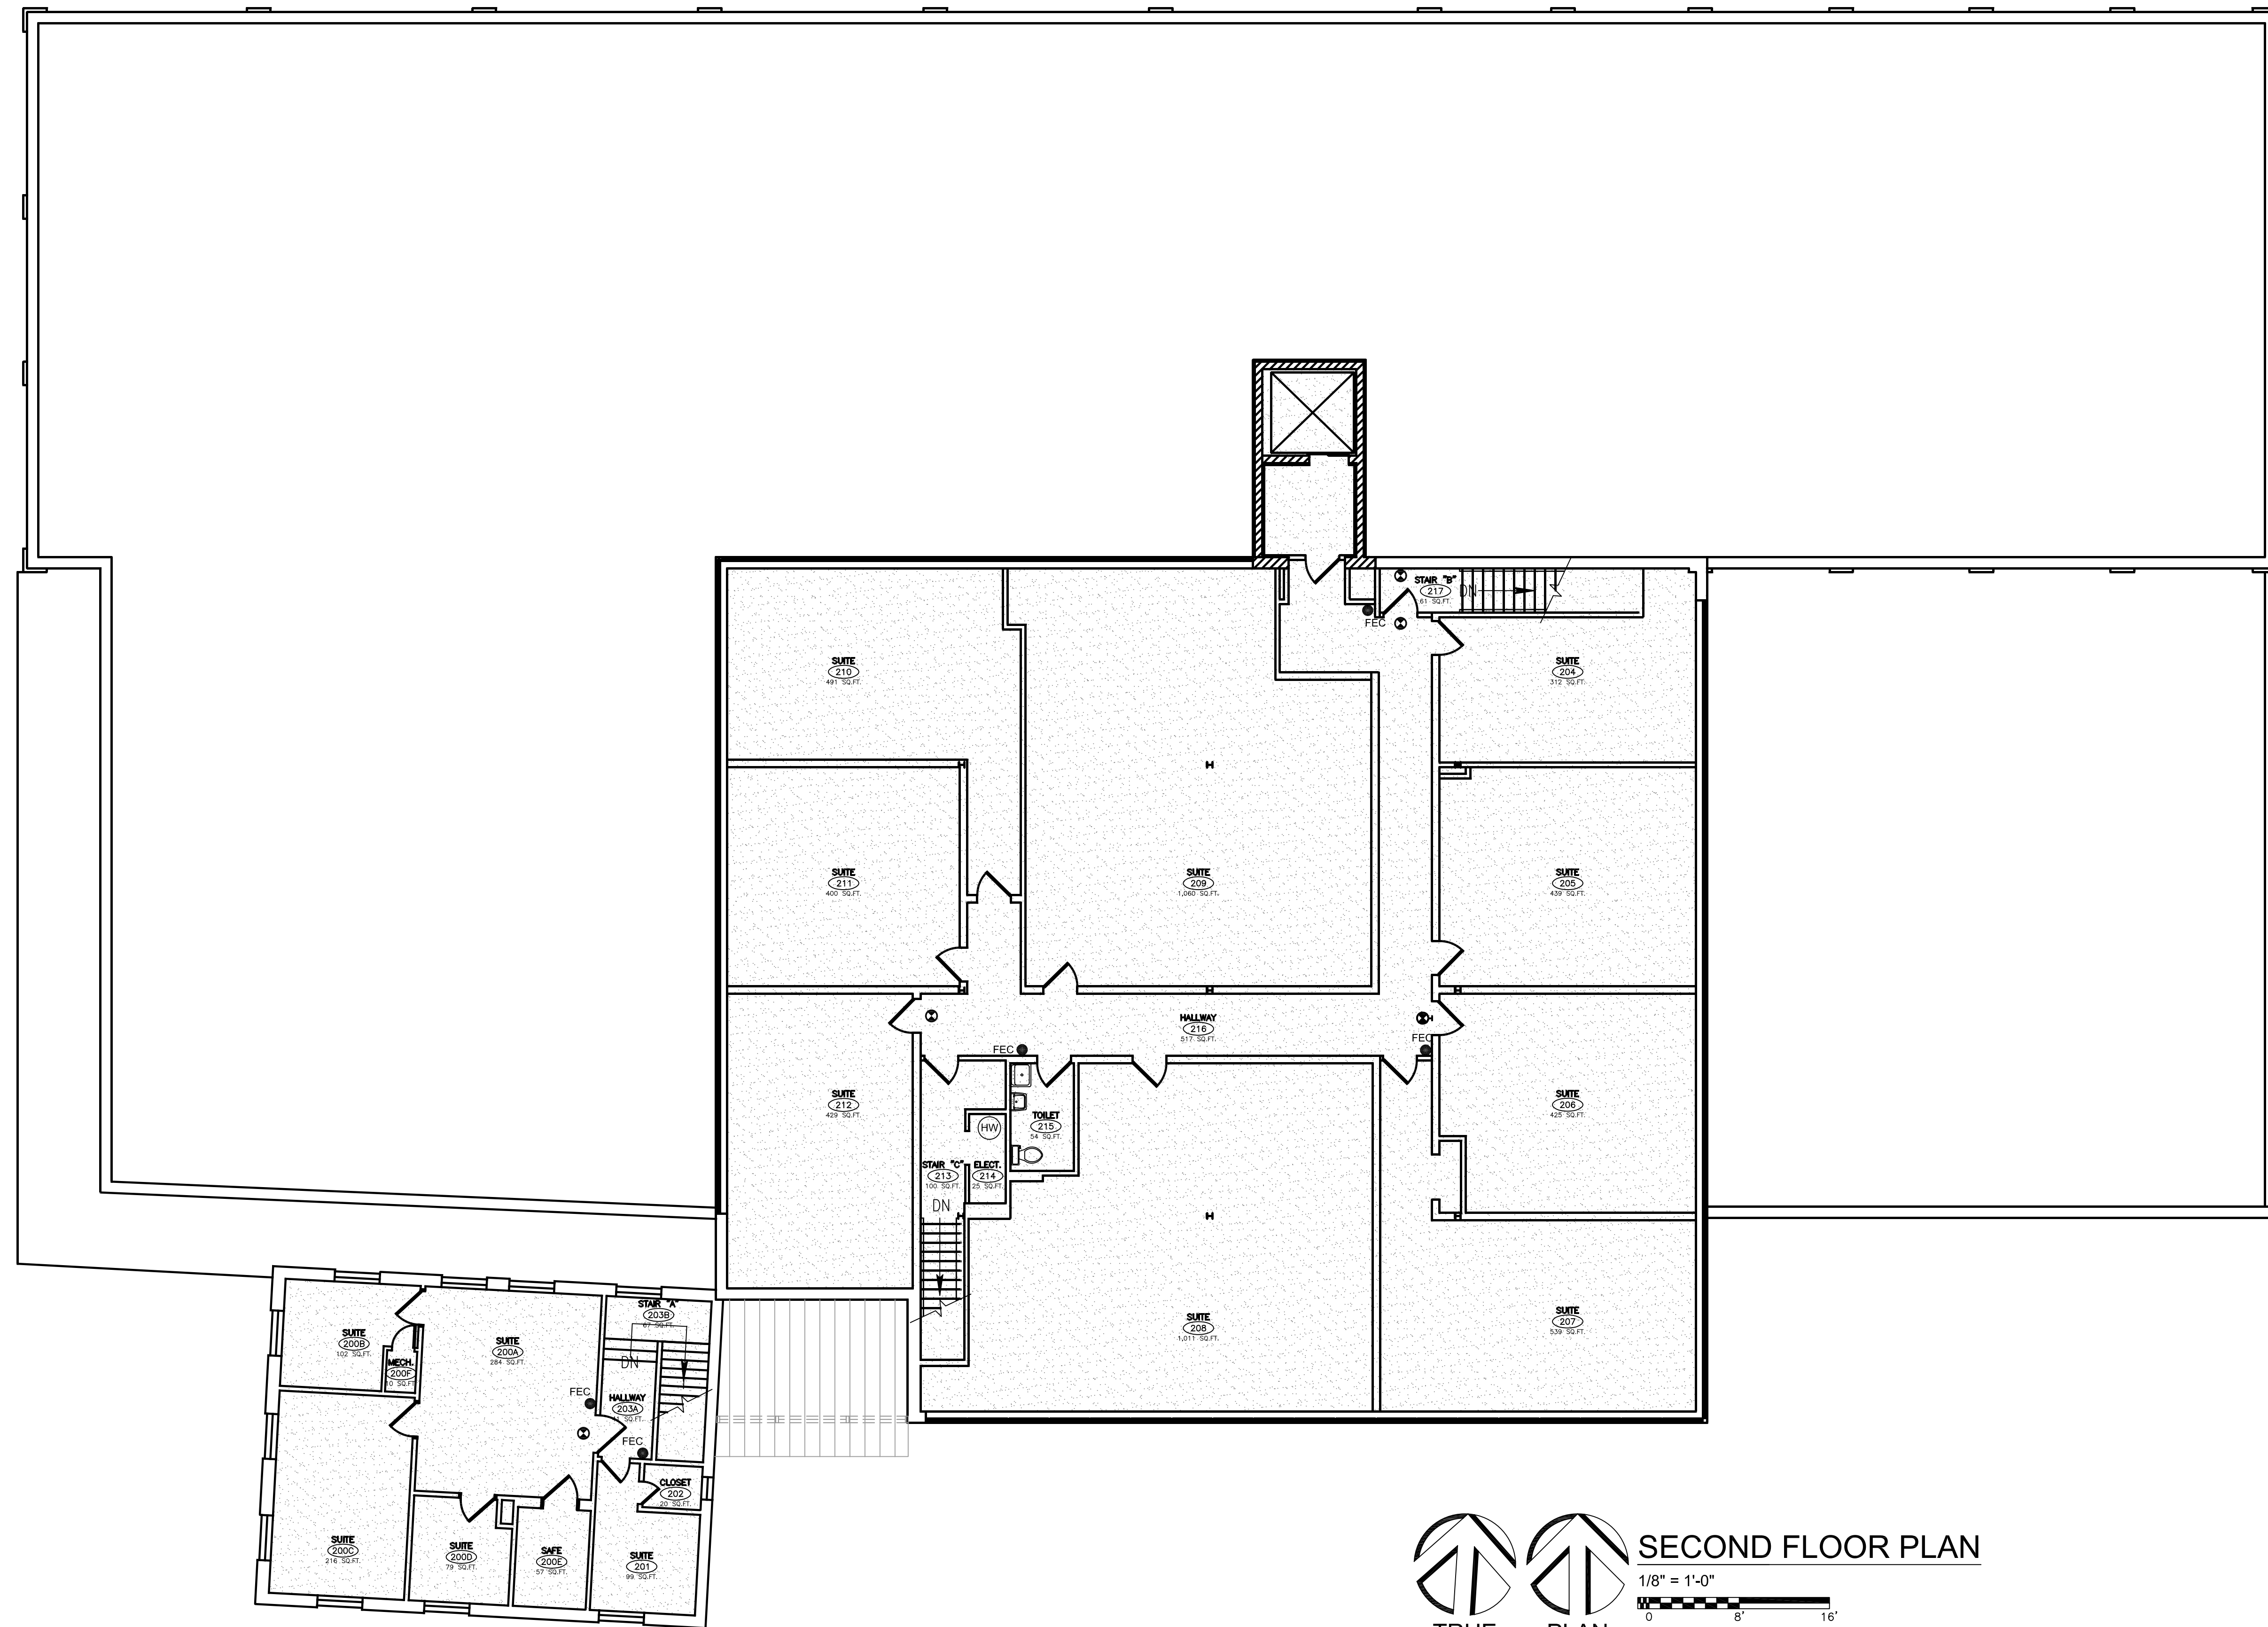 STAIR "B"
217
61 SQ.FT.
DN
FEC
SUITE
210
491 SQ.FT.
SUITE
204
312 SQ.FT.
SUITE
211
400 SQ.FT.
SUITE
209
1,060 SQ.FT.
SUITE
205
439 SQ.FT.
HALLWAY
216
517 SQ.FT.
FEC
FEC
SUITE
212
429 SQ.FT.
HW
TOILET
215
54 SQ.FT.
SUITE
206
425 SQ.FT.
STAIR "C"
213
100 SQ.FT.
DN
ELECT.
214
25 SQ.FT.
SUITE
208
1,011 SQ.FT.
SUITE
207
539 SQ.FT.
STAIR "A"
203B
67 SQ.FT.
DN
SUITE
200B
102 SQ.FT.
MECH.
200F
10 SQ.FT.
SUITE
200A
284 SQ.FT.
FEC
HALLWAY
203A
SQ.FT.
FEC
CLOSET
202
20 SQ.FT.
SUITE
200C
216 SQ.FT.
SUITE
200D
79 SQ.FT.
SAFE
200E
57 SQ.FT.
SUITE
201
99 SQ.FT.
SECOND FLOOR PLAN
1/8" = 1'-0"
0 8' 16'
TRUE PLAN